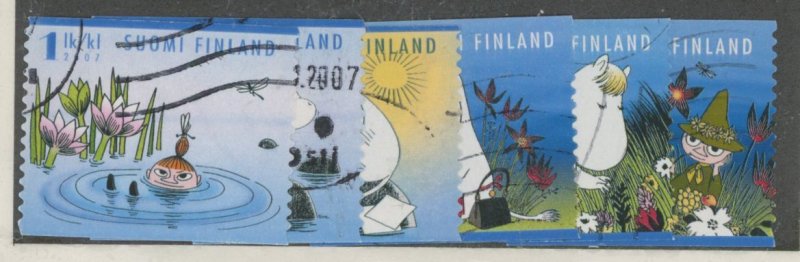 1 lk/kl SUOMI FINLAND
2007
LAND
FINLAND
FINLAND
FINLAND
FINLAND
.2007